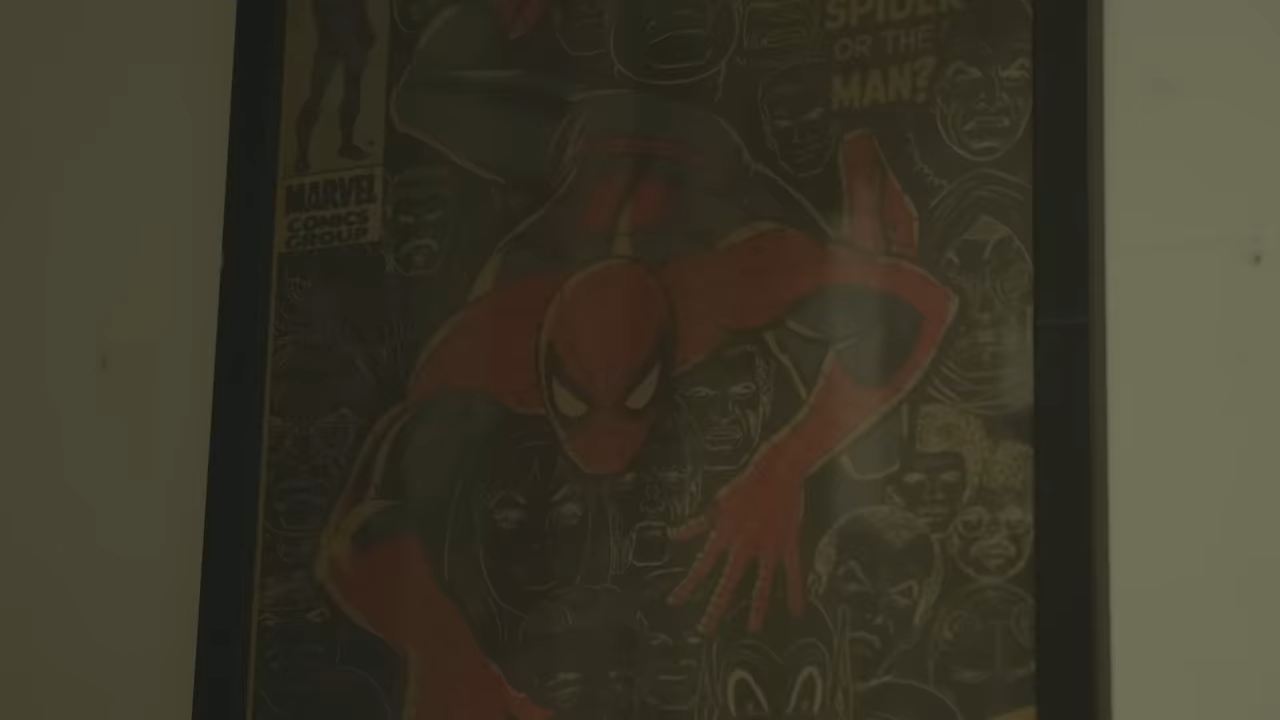 SPIDER
OR THE
MAN?
MARVEL
COMICS
GROUP